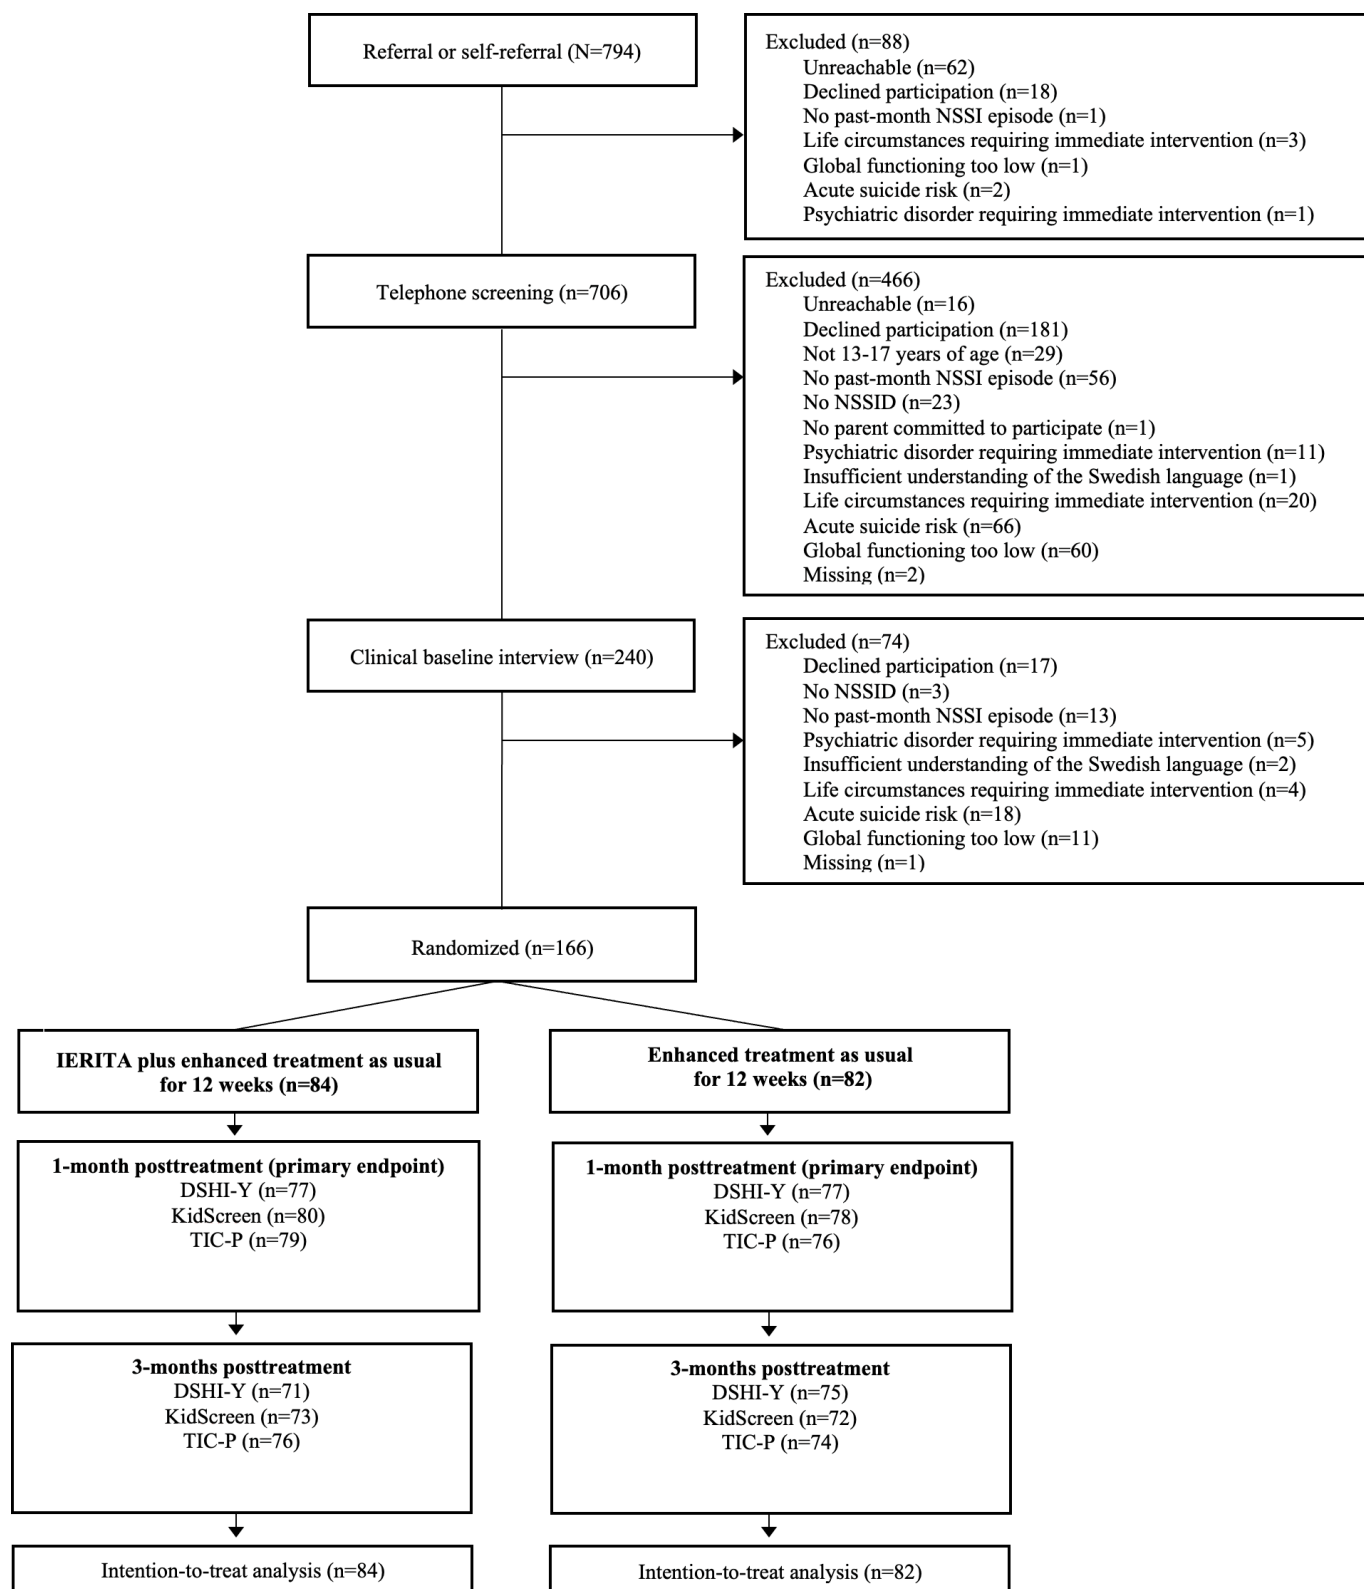 Referral or self-referral (N=794)
Excluded (n=88)
Unreachable (n=62)
Declined participation (n=18)
No past-month NSSI episode (n=1)
Life circumstances requiring immediate intervention (n=3)
Global functioning too low (n=1)
Acute suicide risk (n=2)
Psychiatric disorder requiring immediate intervention (n=1)
Telephone screening (n=706)
Excluded (n=466)
Unreachable (n=16)
Declined participation (n=181)
Not 13-17 years of age (n=29)
No past-month NSSI episode (n=56)
No NSSID (n=23)
No parent committed to participate (n=1)
Psychiatric disorder requiring immediate intervention (n=11)
Insufficient understanding of the Swedish language (n=1)
Life circumstances requiring immediate intervention (n=20)
Acute suicide risk (n=66)
Global functioning too low (n=60)
Missing (n=2)
Clinical baseline interview (n=240)
Excluded (n=74)
Declined participation (n=17)
No NSSID (n=3)
No past-month NSSI episode (n=13)
Psychiatric disorder requiring immediate intervention (n=5)
Insufficient understanding of the Swedish language (n=2)
Life circumstances requiring immediate intervention (n=4)
Acute suicide risk (n=18)
Global functioning too low (n=11)
Missing (n=1)
Randomized (n=166)
IERITA plus enhanced treatment as usual
for 12 weeks (n=84)
Enhanced treatment as usual
for 12 weeks (n=82)
1-month posttreatment (primary endpoint)
DSHI-Y (n=77)
KidScreen (n=80)
TIC-P (n=79)
1-month posttreatment (primary endpoint)
DSHI-Y (n=77)
KidScreen (n=78)
TIC-P (n=76)
3-months posttreatment
DSHI-Y (n=71)
KidScreen (n=73)
TIC-P (n=76)
3-months posttreatment
DSHI-Y (n=75)
KidScreen (n=72)
TIC-P (n=74)
Intention-to-treat analysis (n=84)
Intention-to-treat analysis (n=82)